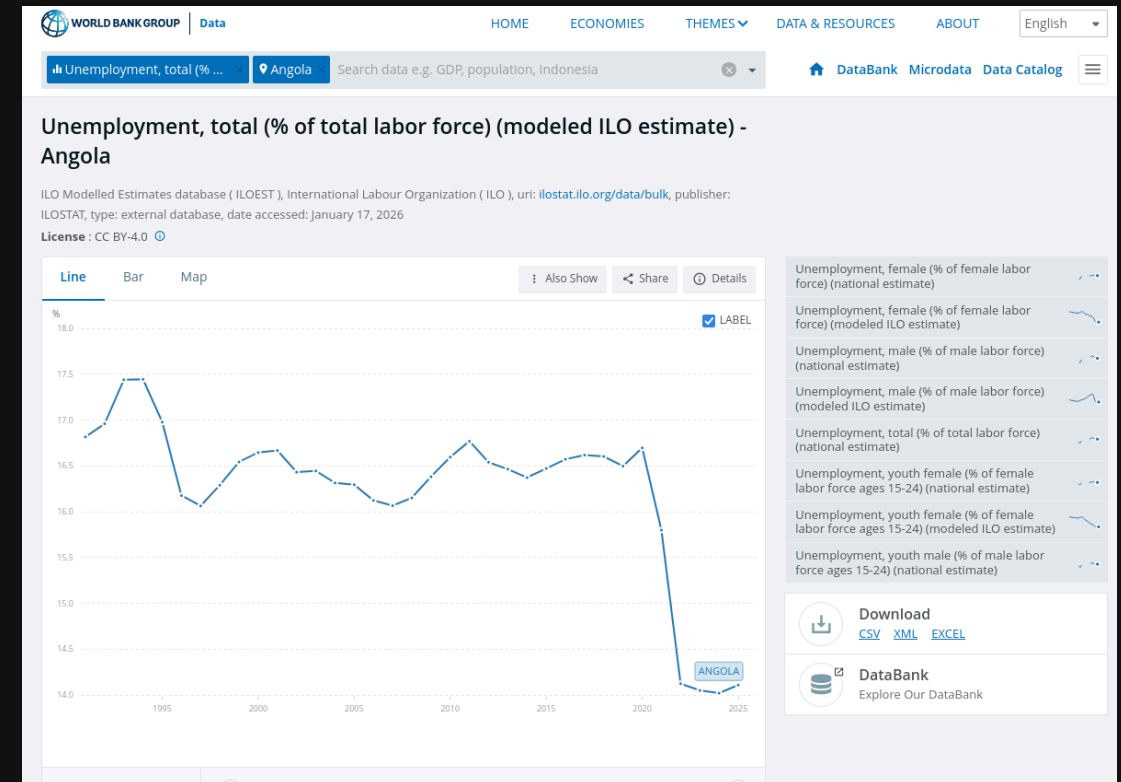 WORLD BANK GROUP Data
HOME ECONOMIES THEMES DATA & RESOURCES ABOUT English
Unemployment, total (% ... × Angola × Search data e.g. GDP, population, Indonesia
DataBank Microdata Data Catalog
Unemployment, total (% of total labor force) (modeled ILO estimate) -
Angola
ILO Modelled Estimates database ( ILOEST ), International Labour Organization ( ILO ), uri: ilostat.ilo.org/data/bulk, publisher:
ILOSTAT, type: external database, date accessed: January 17, 2026
License : CC BY-4.0
Line Bar Map Also Show Share Details
%
LABEL
18.0
17.5
17.0
16.5
16.0
15.5
15.0
14.5
14.0
ANGOLA
1995 2000 2005 2010 2015 2020 2025
Unemployment, female (% of female labor
force) (national estimate)
Unemployment, female (% of female labor
force) (modeled ILO estimate)
Unemployment, male (% of male labor force)
(national estimate)
Unemployment, male (% of male labor force)
(modeled ILO estimate)
Unemployment, total (% of total labor force)
(national estimate)
Unemployment, youth female (% of female
labor force ages 15-24) (national estimate)
Unemployment, youth female (% of female
labor force ages 15-24) (modeled ILO estimate)
Unemployment, youth male (% of male labor
force ages 15-24) (national estimate)
Download
CSV XML EXCEL
DataBank
Explore Our DataBank